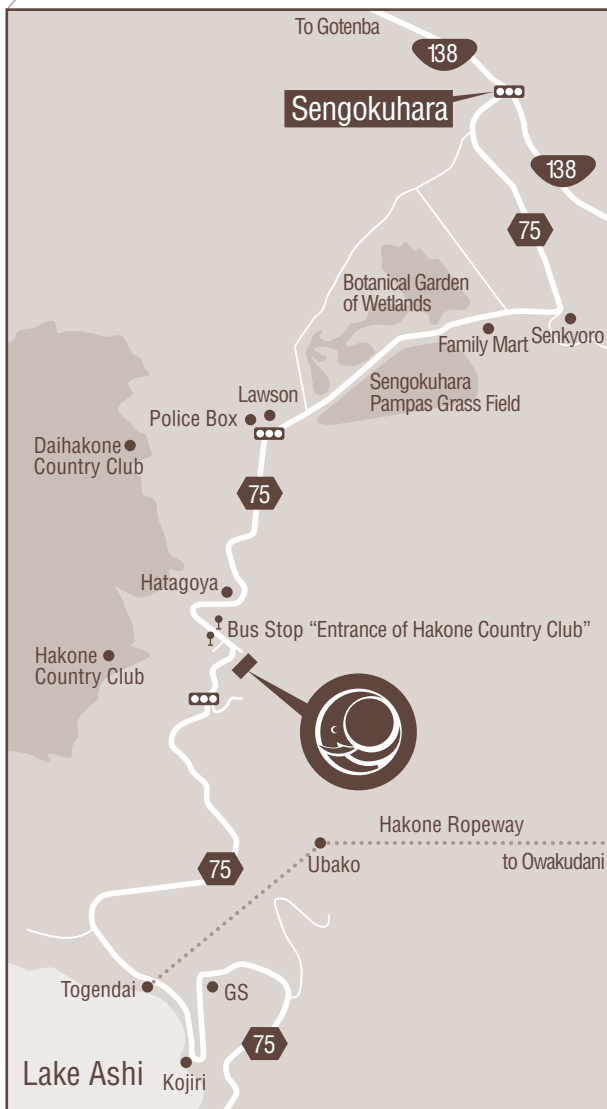 To Gotenba
138
Sengokuhara
138
75
Botanical Garden
of Wetlands
Family Mart
Senkyoro
Sengokuhara
Pampas Grass Field
Lawson
Police Box
Daihakone
Country Club
75
Hatagoya
Bus Stop “Entrance of Hakone Country Club”
Hakone
Country Club
Hakone Ropeway
Ubako
to Owakudani
75
Togendai
GS
75
Lake Ashi
Kojiri